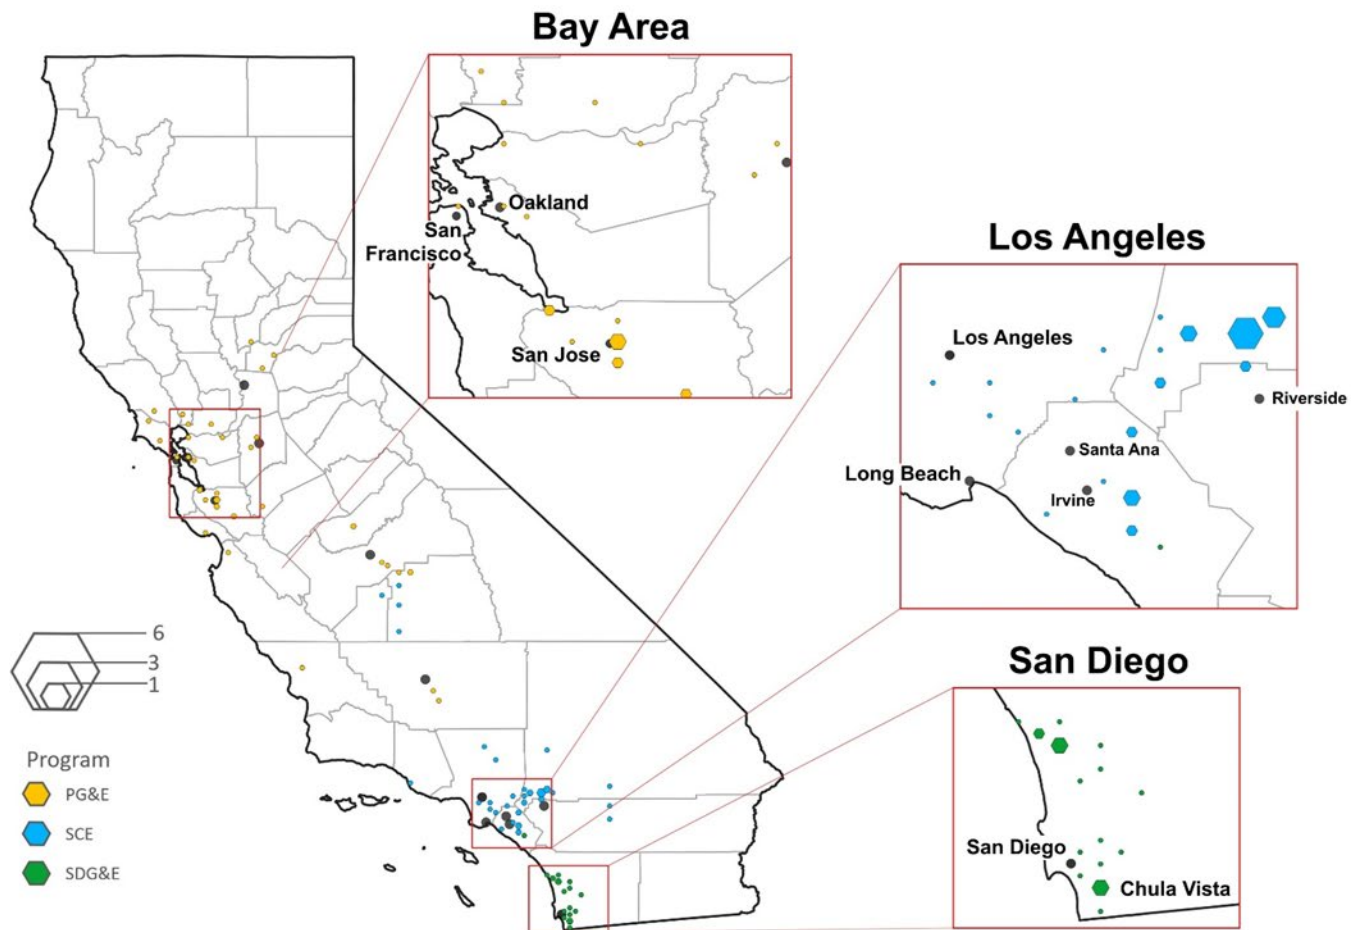 Bay Area
Oakland
San
Francisco
San Jose
Los Angeles
Los Angeles
Riverside
Santa Ana
Long Beach
Irvine
San Diego
San Diego
Chula Vista
6
3
1
Program
PG&E
SCE
SDG&E